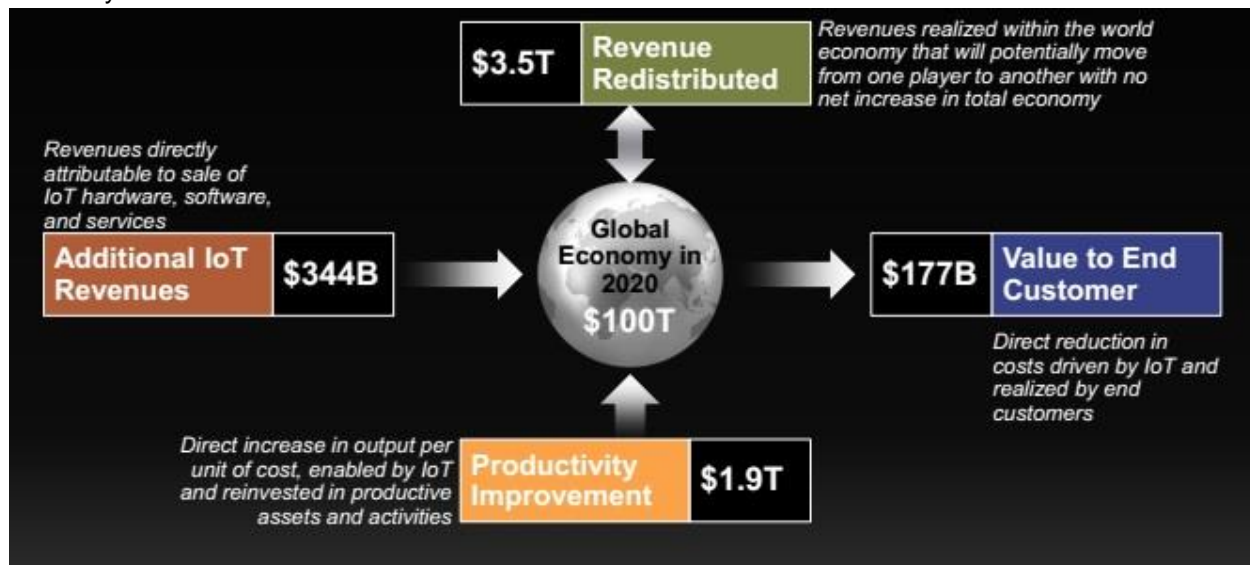 $3.5T
Revenue
Redistributed
Revenues realized within the world
economy that will potentially move
from one player to another with no
net increase in total economy
Revenues directly
attributable to sale of
IoT hardware, software,
and services
Additional IoT
Revenues
$344B
Global
Economy in
2020
$100T
$177B
Value to End
Customer
Direct reduction in
costs driven by IoT and
realized by end
customers
Direct increase in output per
unit of cost, enabled by IoT
and reinvested in productive
assets and activities
Productivity
Improvement
$1.9T